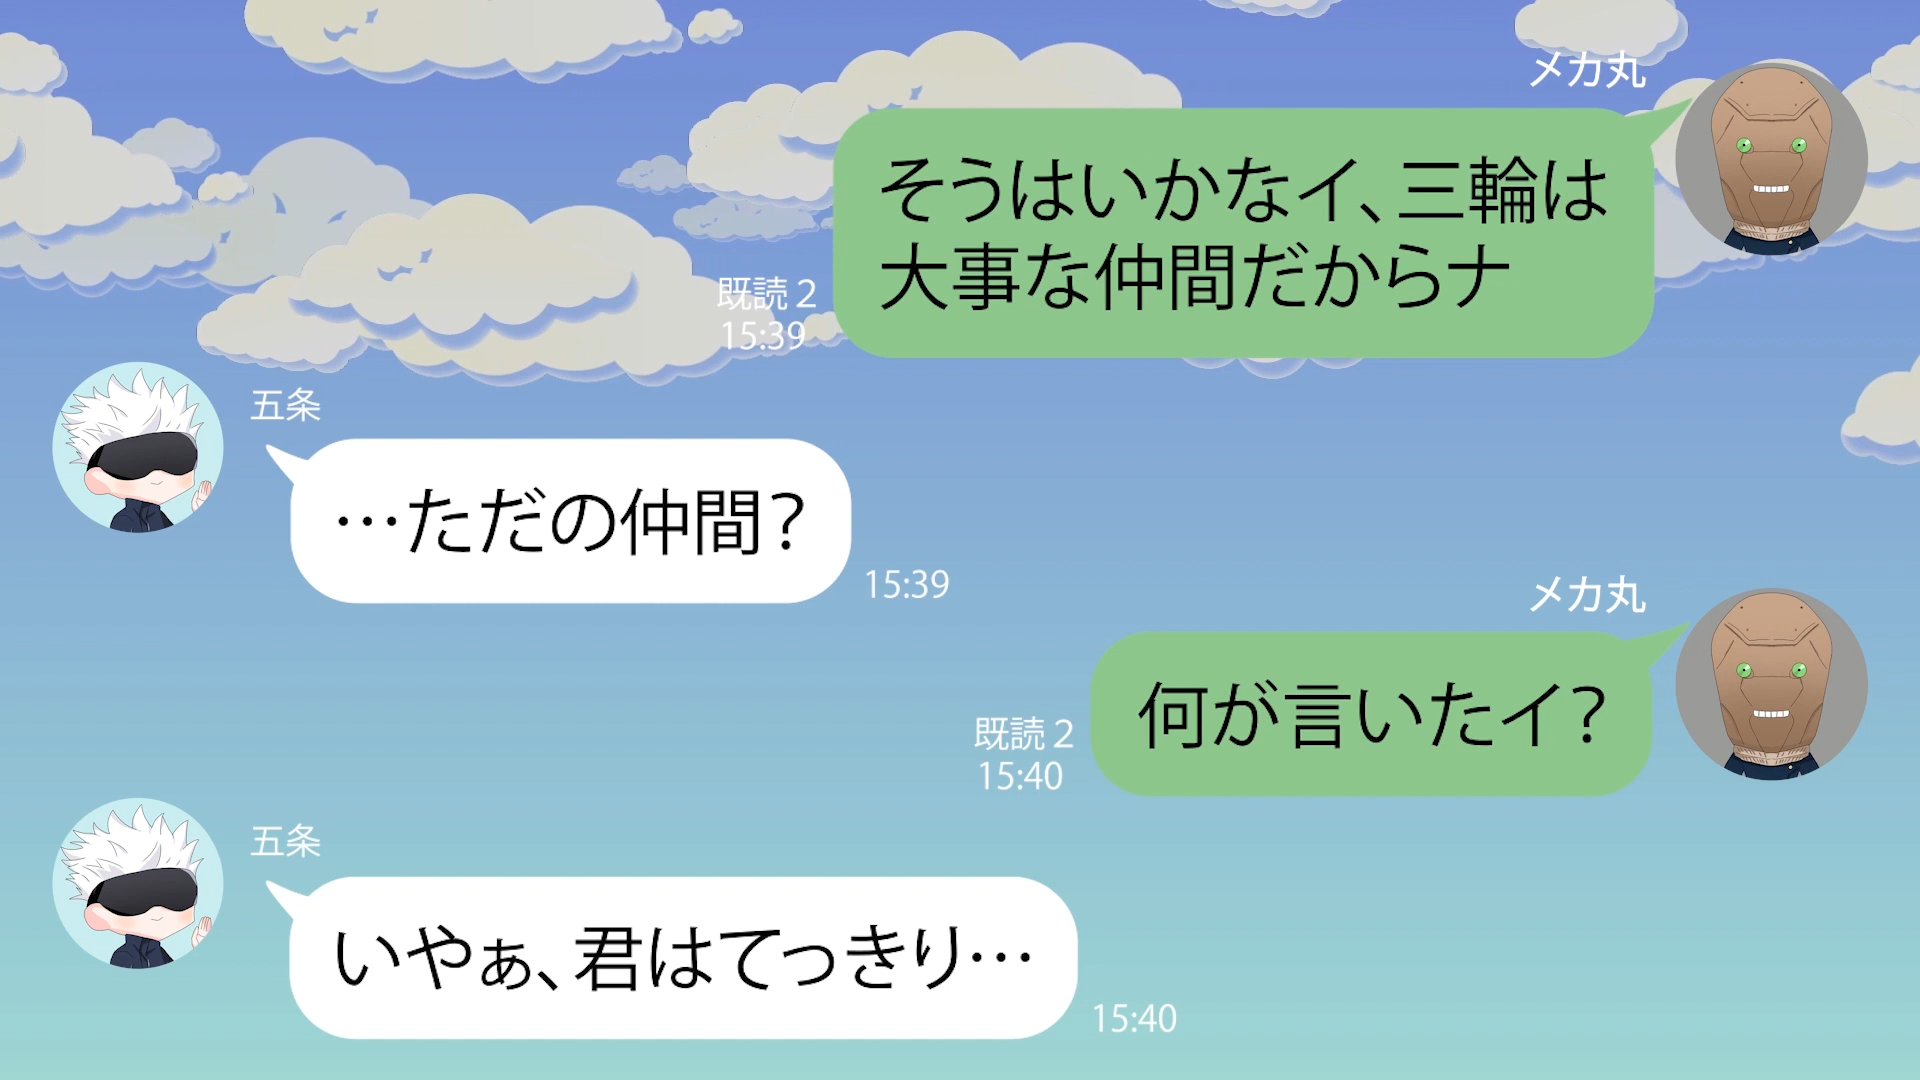 メカ丸
そうはいかなイ、三輪は
大事な仲間だからナ
既読 2
15:39
五条
…ただの仲間？
15:39
メカ丸
何が言いたイ？
既読 2
15:40
五条
いやぁ、君はてっきり…
15:40